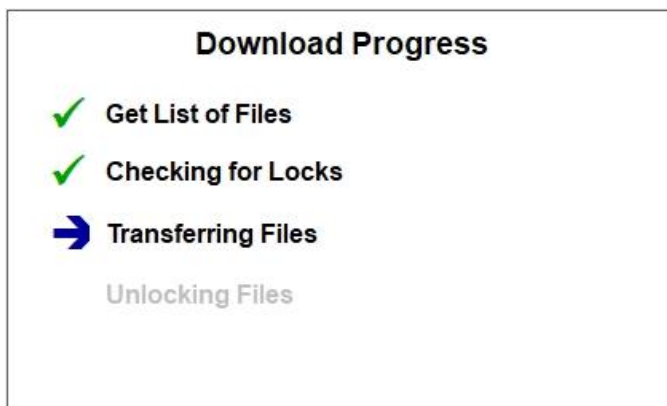 Download Progress
Get List of Files
Checking for Locks
Transferring Files
Unlocking Files